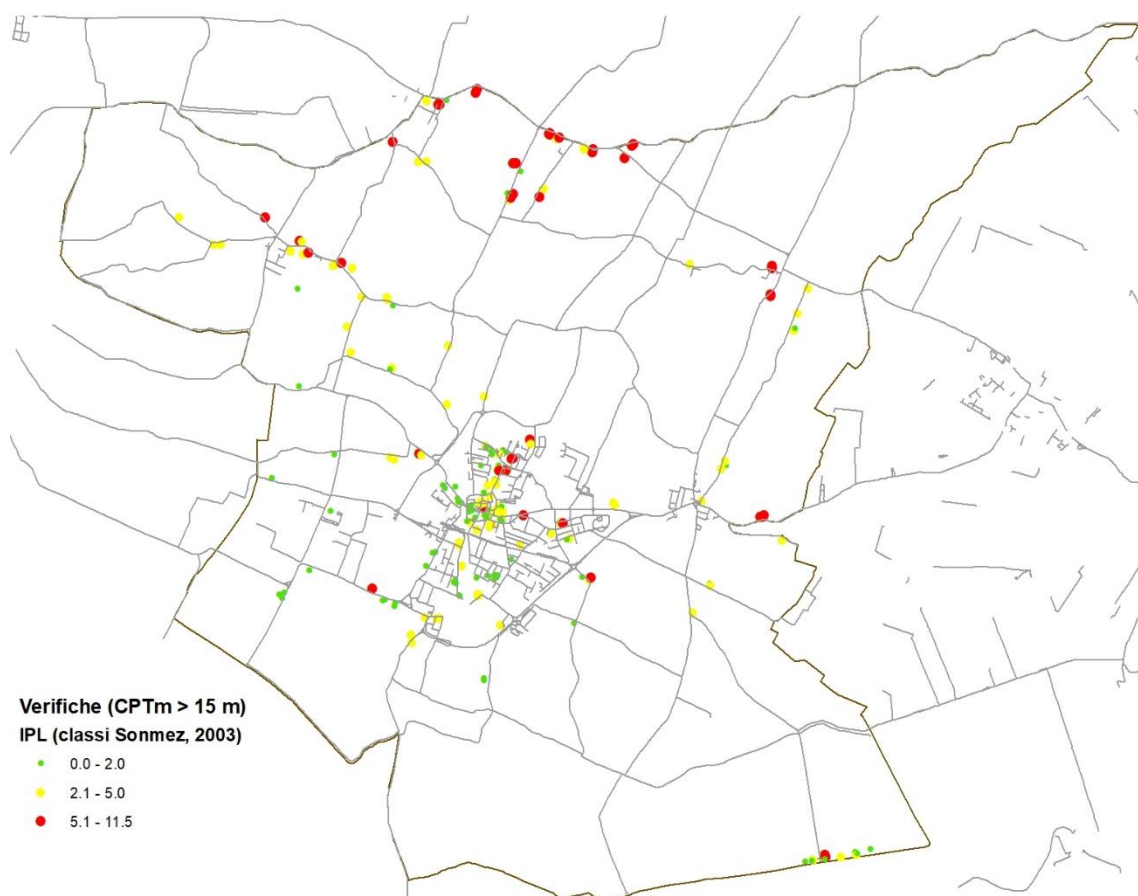 Verifiche (CPTm > 15 m)
IPL (classi Sonmez, 2003)
0.0 - 2.0
2.1 - 5.0
5.1 - 11.5